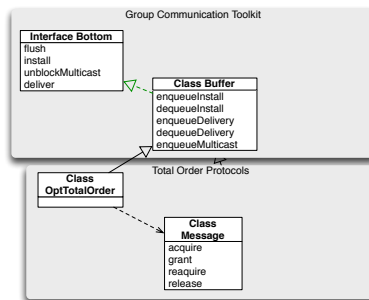 Group Communication Toolkit
Interface Bottom
flush
install
unblockMulticast
deliver
Class Buffer
enqueueInstall
dequeueInstall
enqueueDelivery
dequeueDelivery
enqueueMulticast
Total Order Protocols
Class
OptTotalOrder
Class
Message
acquire
grant
reaquire
release